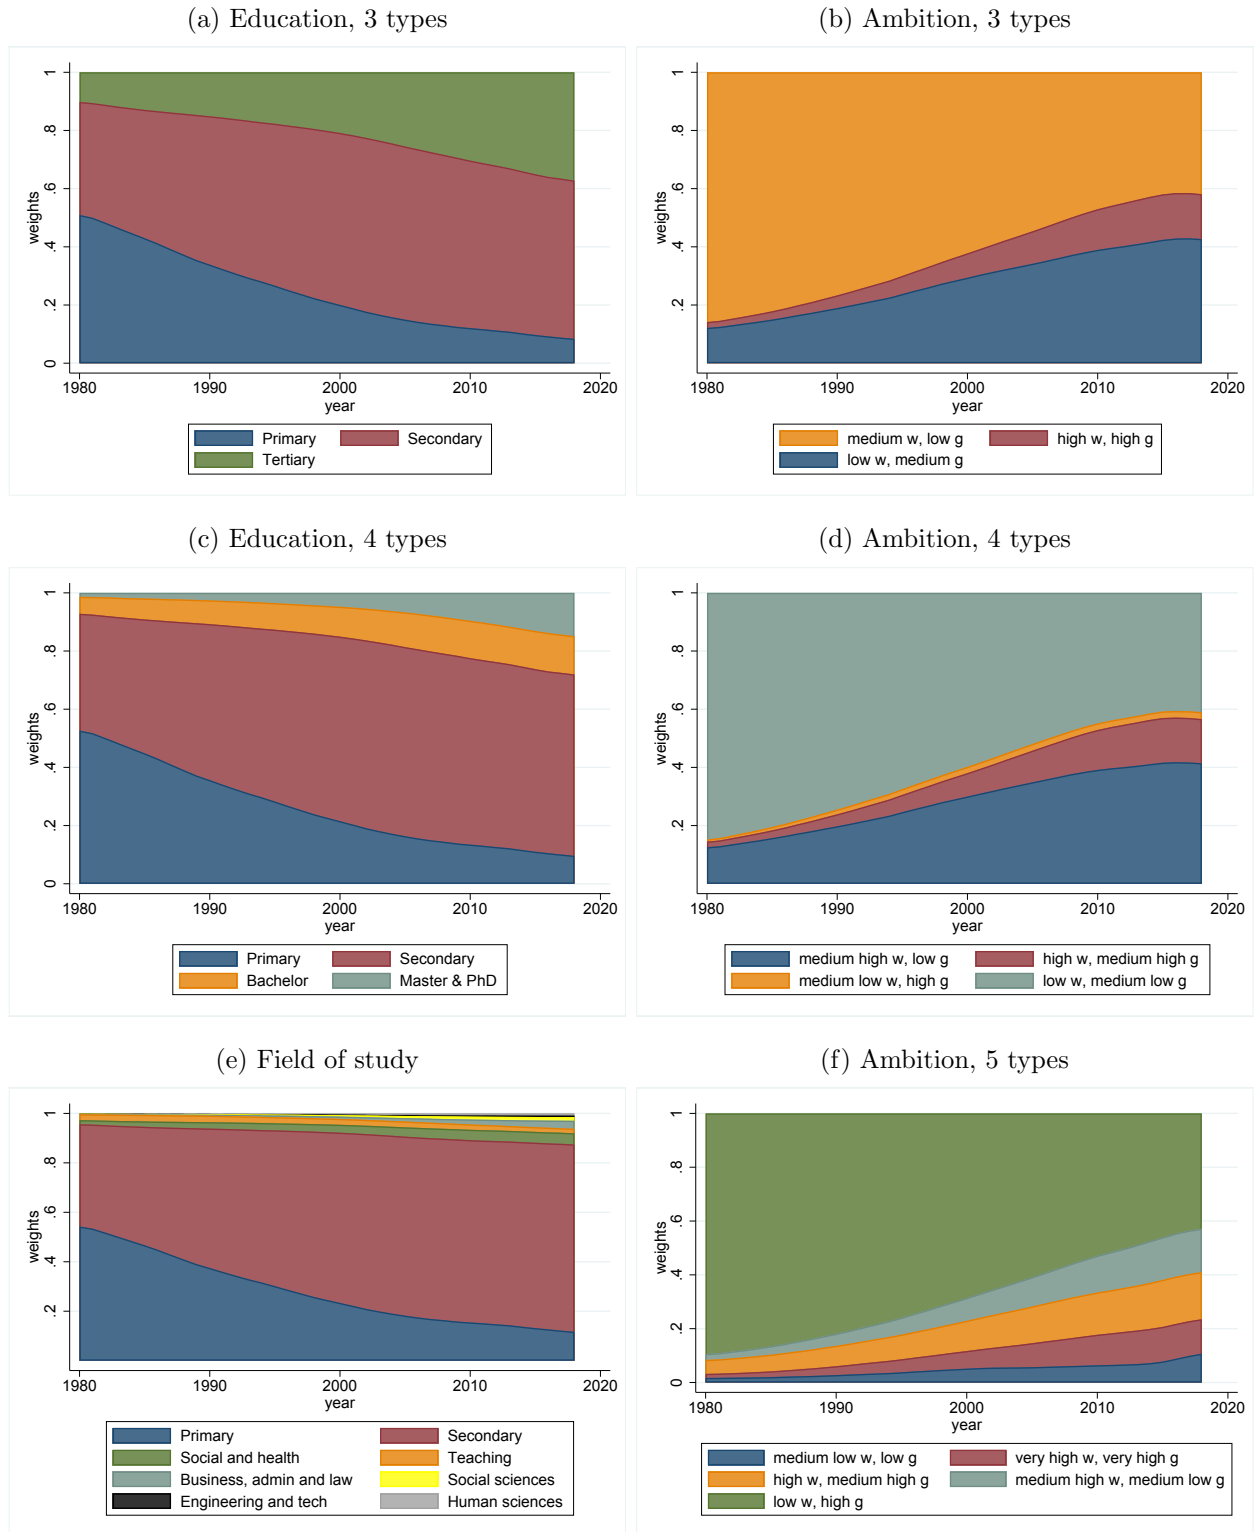 (a) Education, 3 types
(b) Ambition, 3 types
weights
0 .2 .4 .6 .8 1
1980 1990 2000 2010 2020
year
Primary Secondary
Tertiary
weights
.2 .4 .6 .8 1
1980 1990 2000 2010 2020
year
medium w, low g high w, high g
low w, medium g
(c) Education, 4 types
(d) Ambition, 4 types
weights
0 .2 .4 .6 .8 1
1980 1990 2000 2010 2020
year
Primary Secondary
Bachelor Master & PhD
weights
.2 .4 .6 .8 1
1980 1990 2000 2010 2020
year
medium high w, low g high w, medium high g
medium low w, high g low w, medium low g
(e) Field of study
(f) Ambition, 5 types
weights
.2 .4 .6 .8 1
1980 1990 2000 2010 2020
year
Primary Secondary
Social and health Teaching
Business, admin and law Social sciences
Engineering and tech Human sciences
weights
0 .2 .4 .6 .8 1
1980 1990 2000 2010 2020
year
medium low w, low g very high w, very high g
high w, medium high g medium high w, medium low g
low w, high g